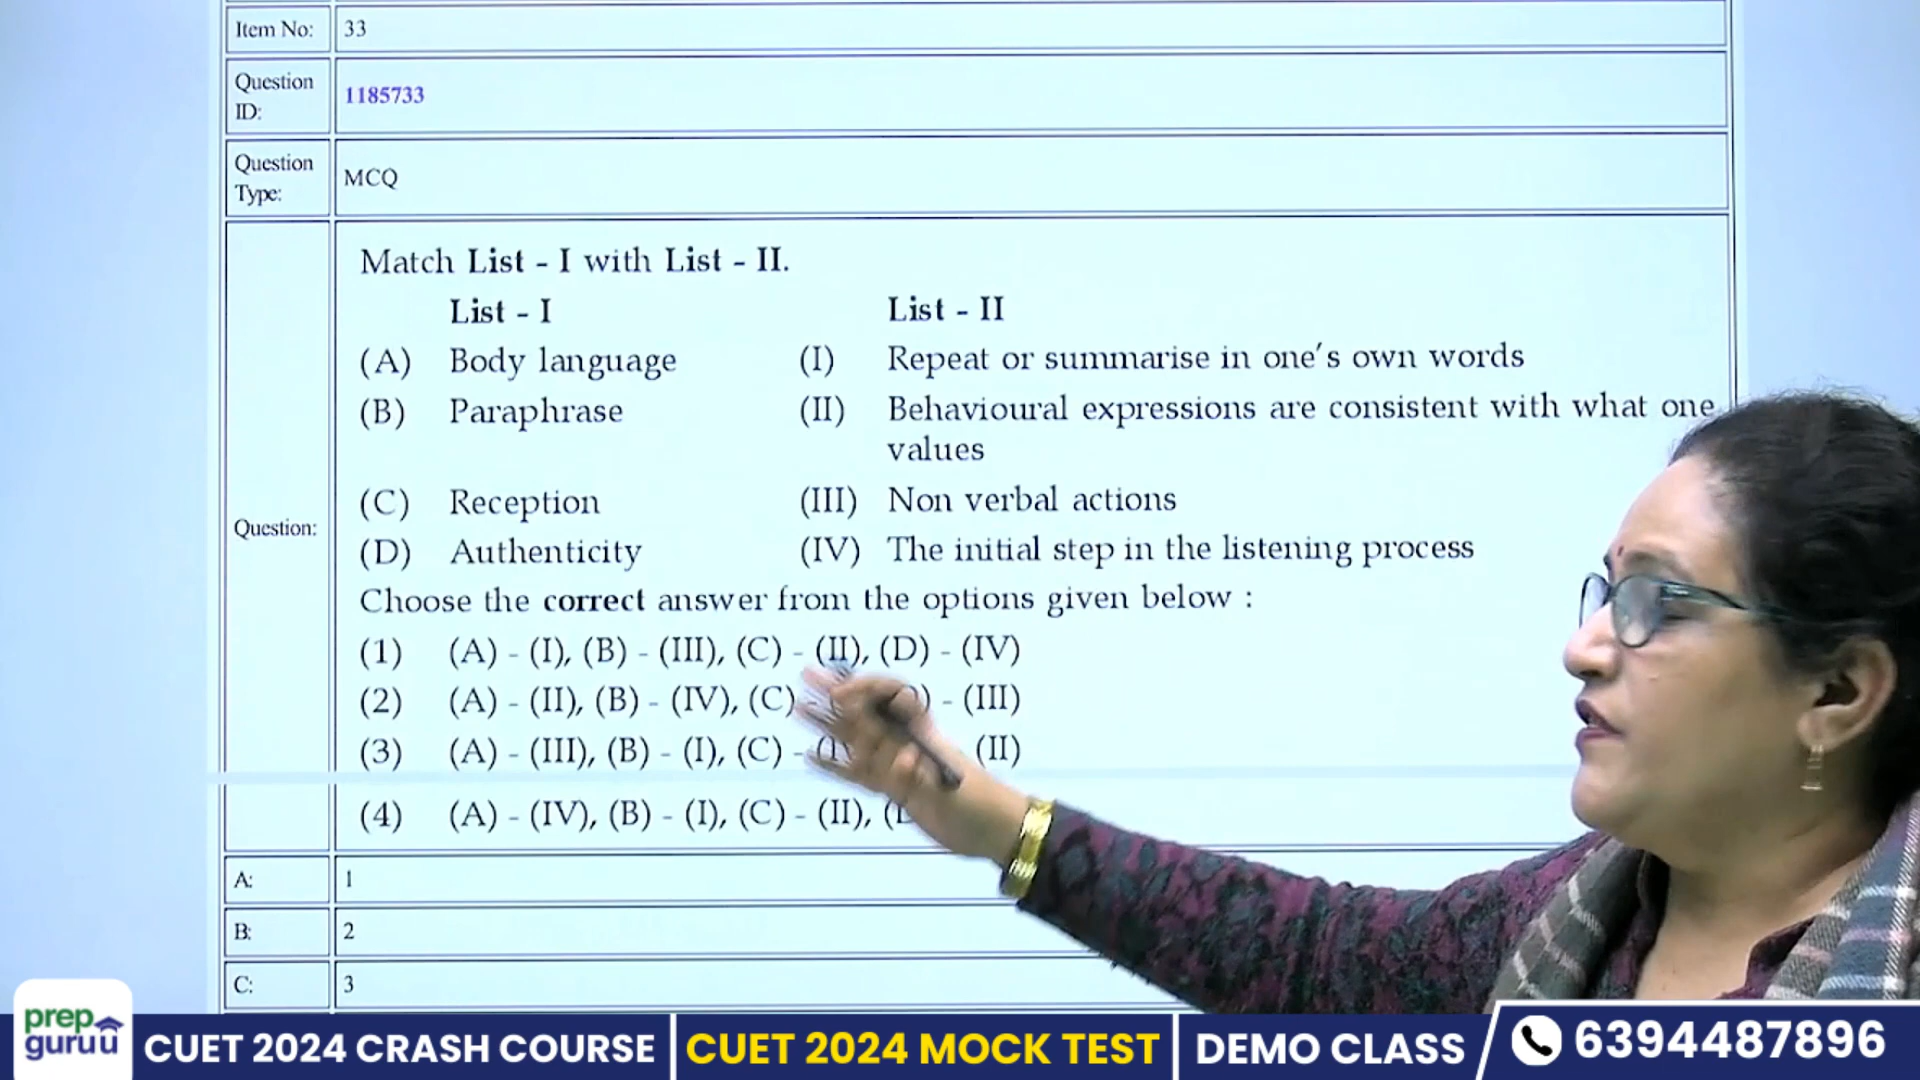 Item No: 33
Question ID: 1185733
Question Type: MCQ
Question:
Match List - I with List - II.
List - I List - II
(A) Body language (I) Repeat or summarise in one's own words
(B) Paraphrase (II) Behavioural expressions are consistent with what one
values
(C) Reception (III) Non verbal actions
(D) Authenticity (IV) The initial step in the listening process
Choose the correct answer from the options given below :
(1) (A) - (I), (B) - (III), (C) - (II), (D) - (IV)
(2) (A) - (II), (B) - (IV), (C) - (III)
(3) (A) - (III), (B) - (I), (C) - (II)
(4) (A) - (IV), (B) - (I), (C) - (II),
A: 1
B: 2
C: 3
prep
guruu
CUET 2024 CRASH COURSE
CUET 2024 MOCK TEST
DEMO CLASS
6394487896